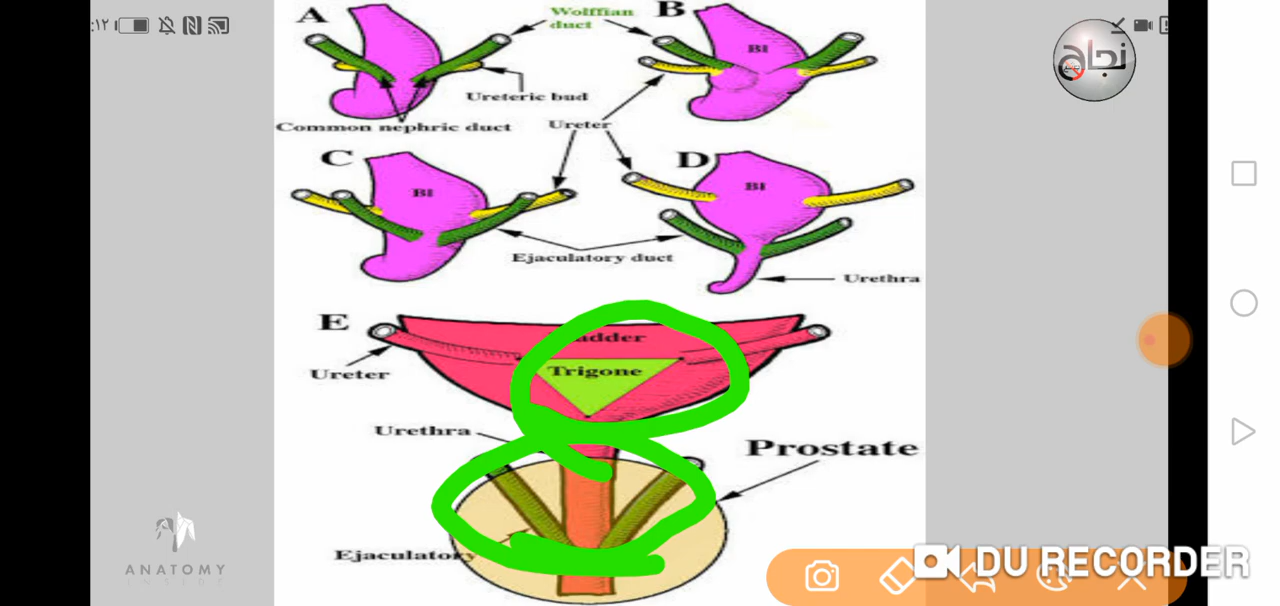 :١٢
A
Wolffian
duct
B
Bl
Ureteric bud
Common nephric duct
Ureter
C
D
Bl
Bl
Ejaculatory duct
Urethra
E
adder
Trigone
Ureter
Urethra
Prostate
Ejaculatory
ANATOMY
DU RECORDER